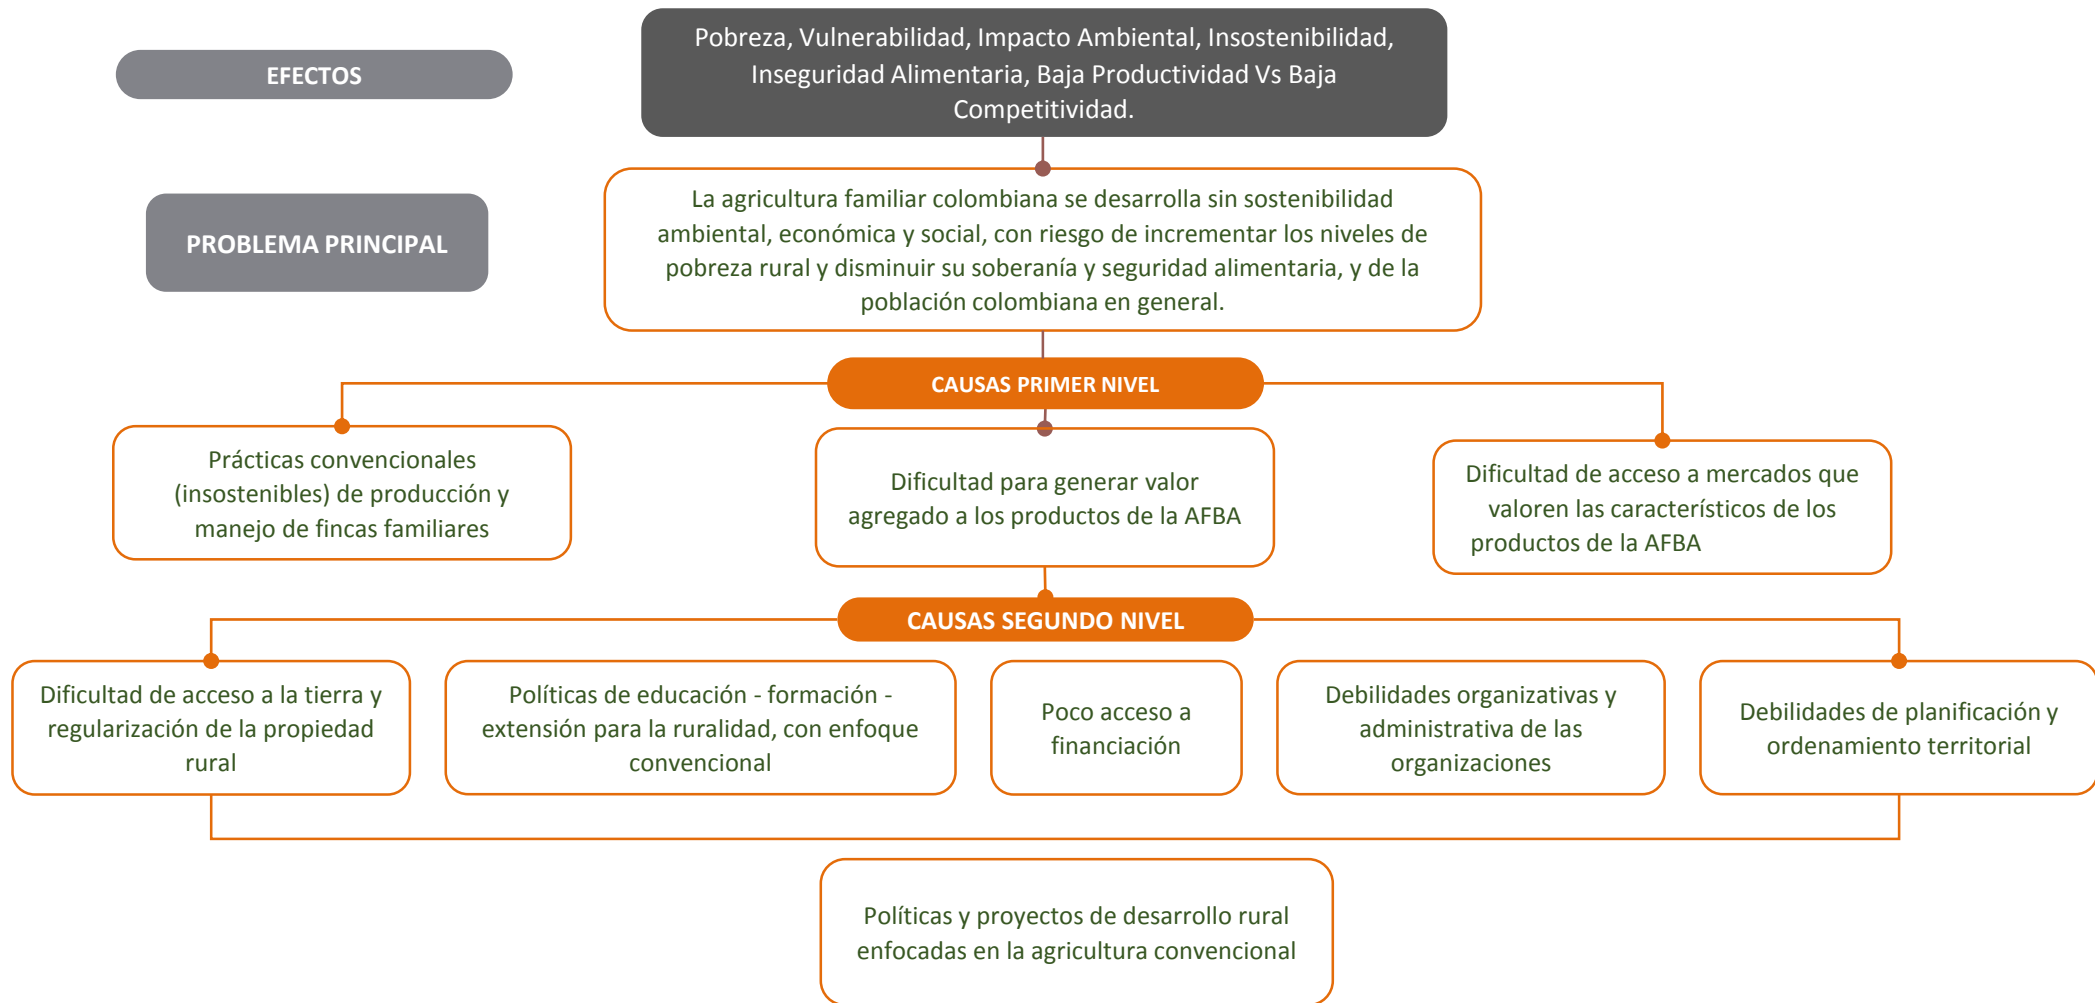 EFECTOS
Pobreza, Vulnerabilidad, Impacto Ambiental, Insostenibilidad,
Inseguridad Alimentaria, Baja Productividad Vs Baja
Competitividad.
PROBLEMA PRINCIPAL
La agricultura familiar colombiana se desarrolla sin sostenibilidad
ambiental, económica y social, con riesgo de incrementar los niveles de
pobreza rural y disminuir su soberanía y seguridad alimentaria, y de la
población colombiana en general.
CAUSAS PRIMER NIVEL
Prácticas convencionales
(insostenibles) de producción y
manejo de fincas familiares
Dificultad para generar valor
agregado a los productos de la AFBA
Dificultad de acceso a mercados que
valoren las característicos de los
productos de la AFBA
CAUSAS SEGUNDO NIVEL
Dificultad de acceso a la tierra y
regularización de la propiedad
rural
Políticas de educación - formación -
extensión para la ruralidad, con enfoque
convencional
Poco acceso a
financiación
Debilidades organizativas y
administrativa de las
organizaciones
Debilidades de planificación y
ordenamiento territorial
Políticas y proyectos de desarrollo rural
enfocadas en la agricultura convencional